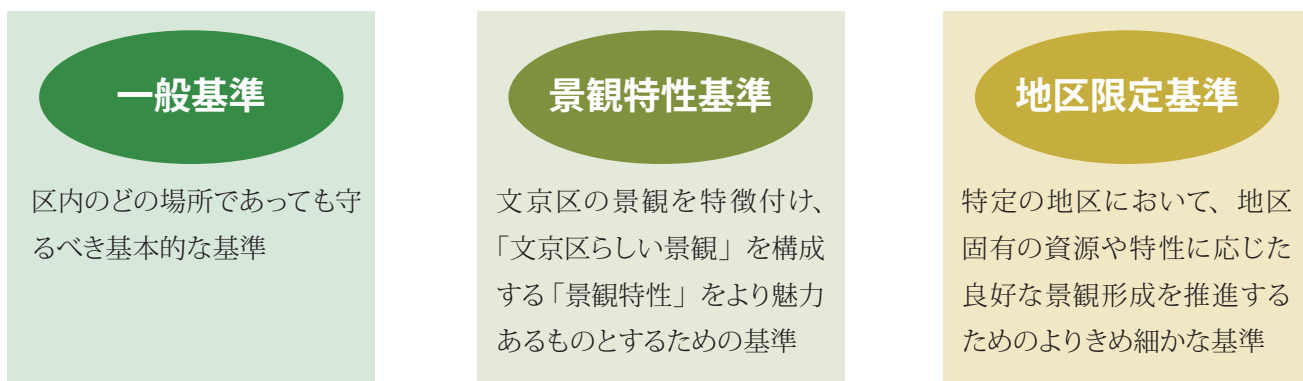 一般基準
区内のどの場所であっても守
るべき基本的な基準
景観特性基準
文京区の景観を特徴付け、
「文京区らしい景観」を構成
する「景観特性」をより魅力
あるものとするための基準
地区限定基準
特定の地区において、地区
固有の資源や特性に応じた
良好な景観形成を推進する
ためのよりきめ細かな基準